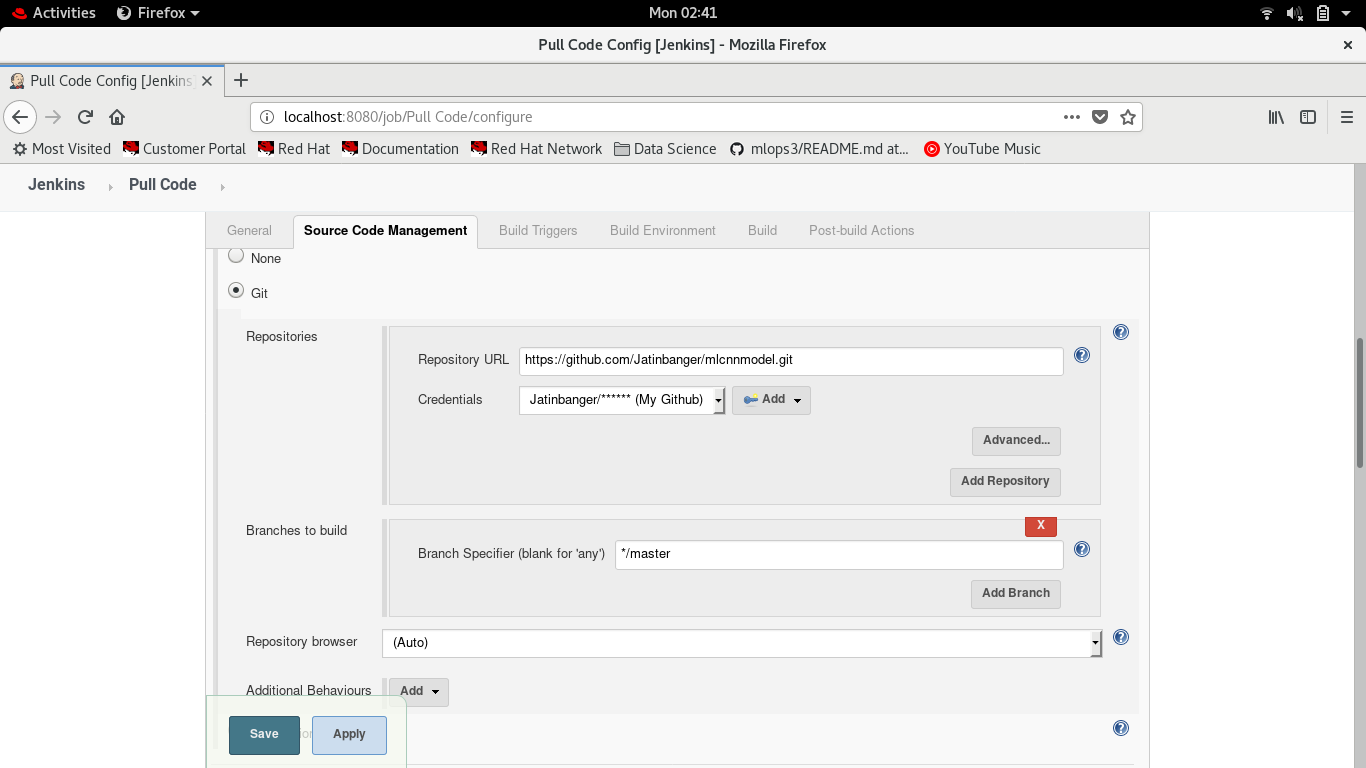 Activities Firefox Mon 02:41
Pull Code Config [Jenkins] - Mozilla Firefox ×
Pull Code Config [Jenkins
localhost:8080/job/Pull Code/configure
Most Visited Customer Portal Red Hat Documentation Red Hat Network Data Science mlops3/README.md at... YouTube Music
Jenkins › Pull Code ›
General Source Code Management Build Triggers Build Environment Build Post-build Actions
None
Git
Repositories
Repository URL https://github.com/Jatinbanger/mlcnnmodel.git
Credentials Jatinbanger/****** (My Github) Add
Advanced...
Add Repository
Branches to build X
Branch Specifier (blank for 'any') */master
Add Branch
Repository browser (Auto)
Additional Behaviours Add
Save Apply